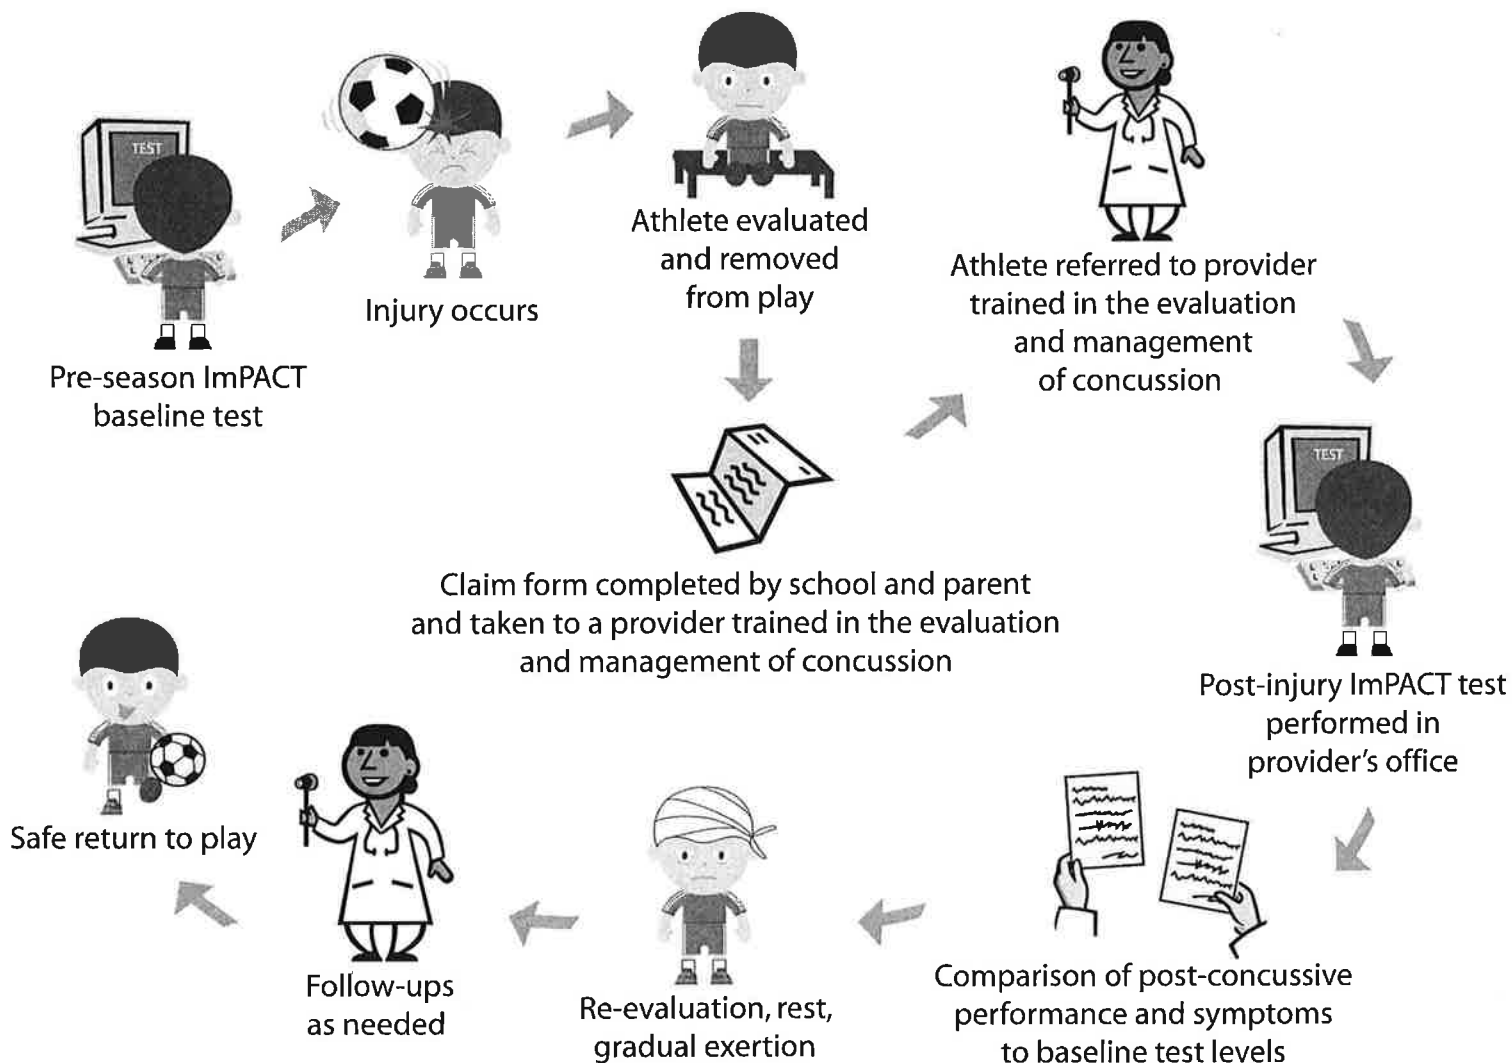 TEST
Pre-season ImPACT
baseline test
Injury occurs
Athlete evaluated
and removed
from play
Claim form completed by school and parent
and taken to a provider trained in the evaluation
and management of concussion
Athlete referred to provider
trained in the evaluation
and management
of concussion
TEST
Post-injury ImPACT test
performed in
provider's office
Comparison of post-concussive
performance and symptoms
to baseline test levels
Re-evaluation, rest,
gradual exertion
Follow-ups
as needed
Safe return to play